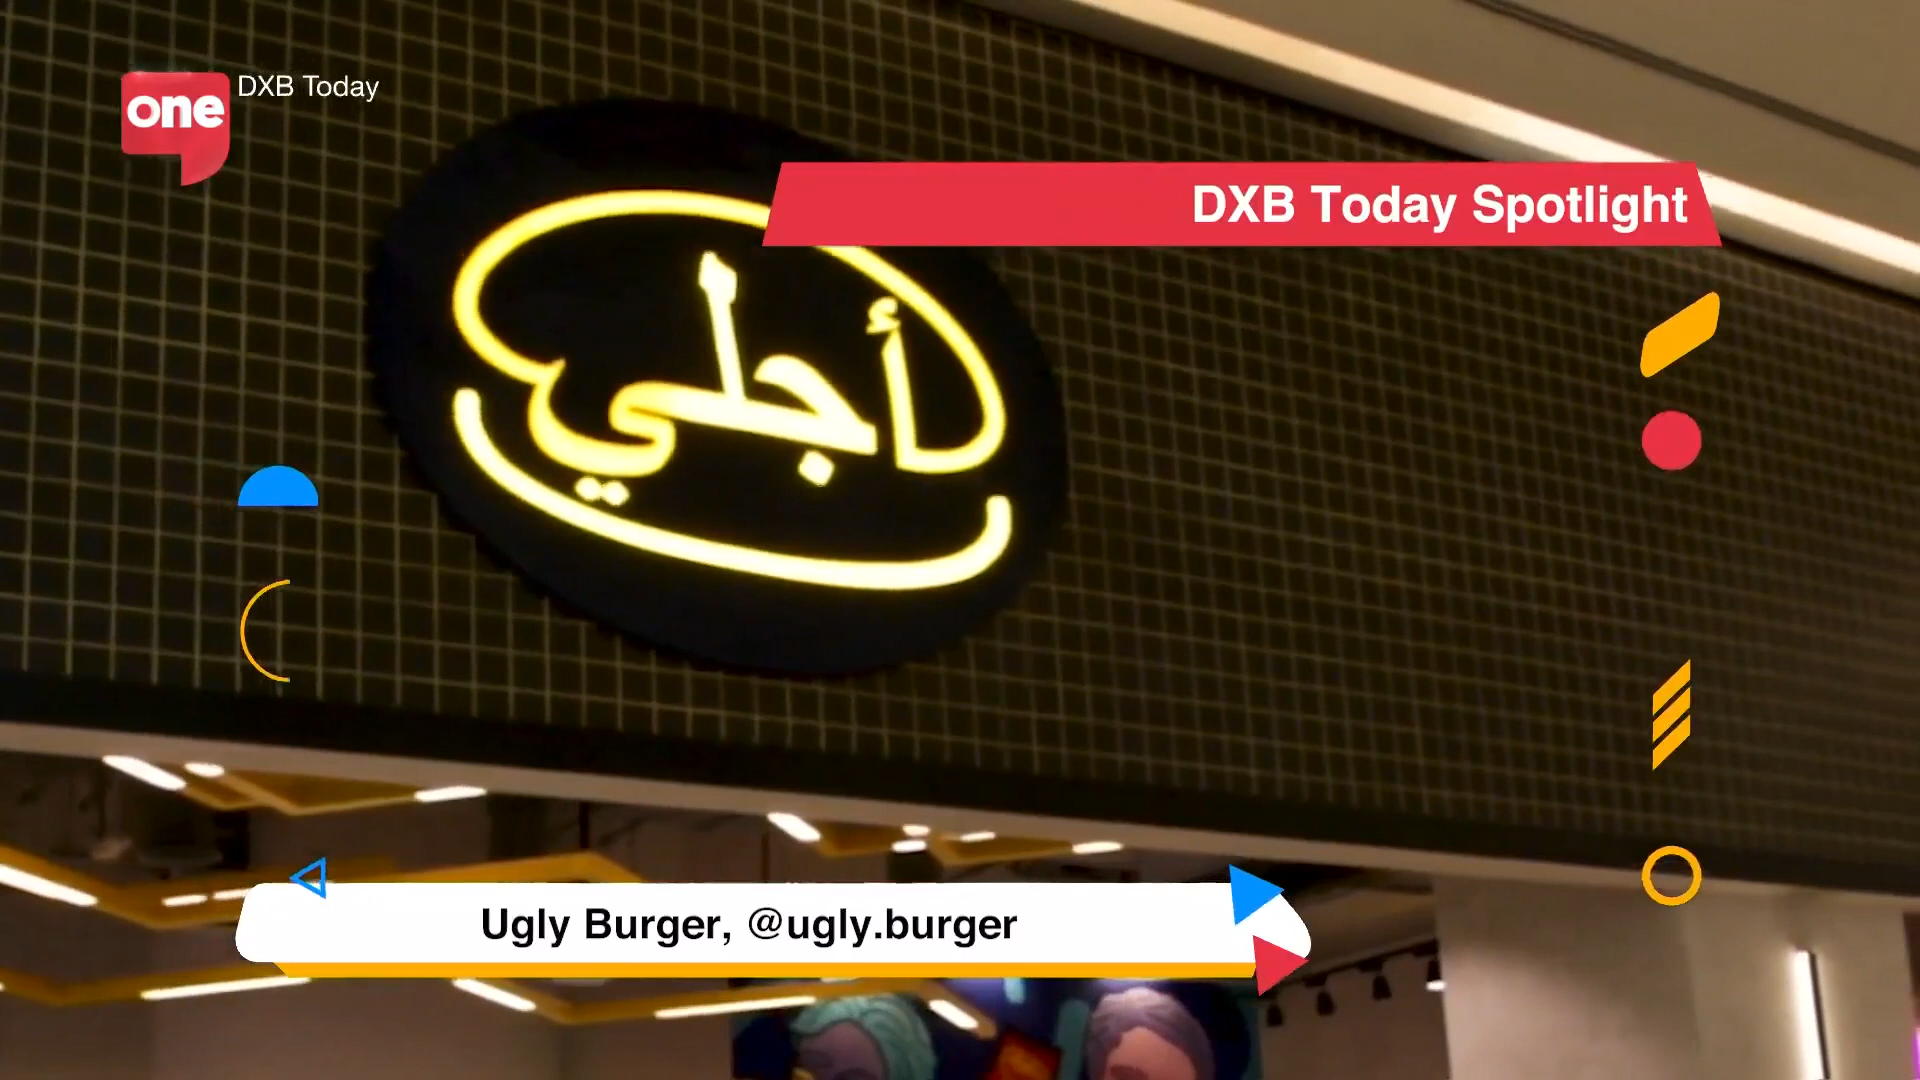 one
DXB Today
DXB Today Spotlight
أجلي
Ugly Burger, @ugly.burger